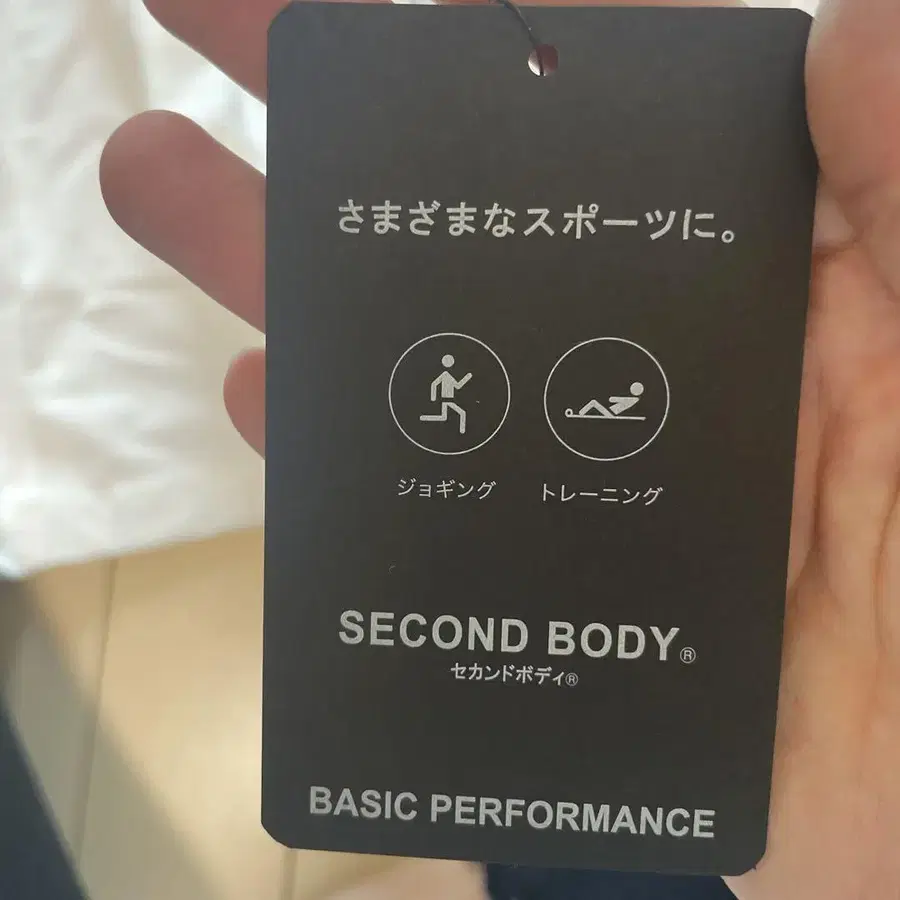 さまざまなスポーツに。
ジョギング トレーニング
SECOND BODY®
セカンドボディ®
BASIC PERFORMANCE